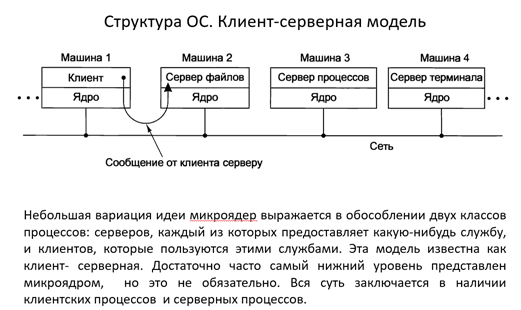 Структура ОС. Клиент-серверная модель
Машина 1 Машина 2 Машина 3 Машина 4
Клиент Сервер файлов Сервер процессов Сервер терминала
Ядро Ядро Ядро Ядро
Сеть
Сообщение от клиента серверу
Небольшая вариация идеи микроядер выражается в обособлении двух классов
процессов: серверов, каждый из которых предоставляет какую-нибудь службу,
и клиентов, которые пользуются этими службами. Эта модель известна как
клиент- серверная. Достаточно часто самый нижний уровень представлен
микроядром, но это не обязательно. Вся суть заключается в наличии
клиентских процессов и серверных процессов.